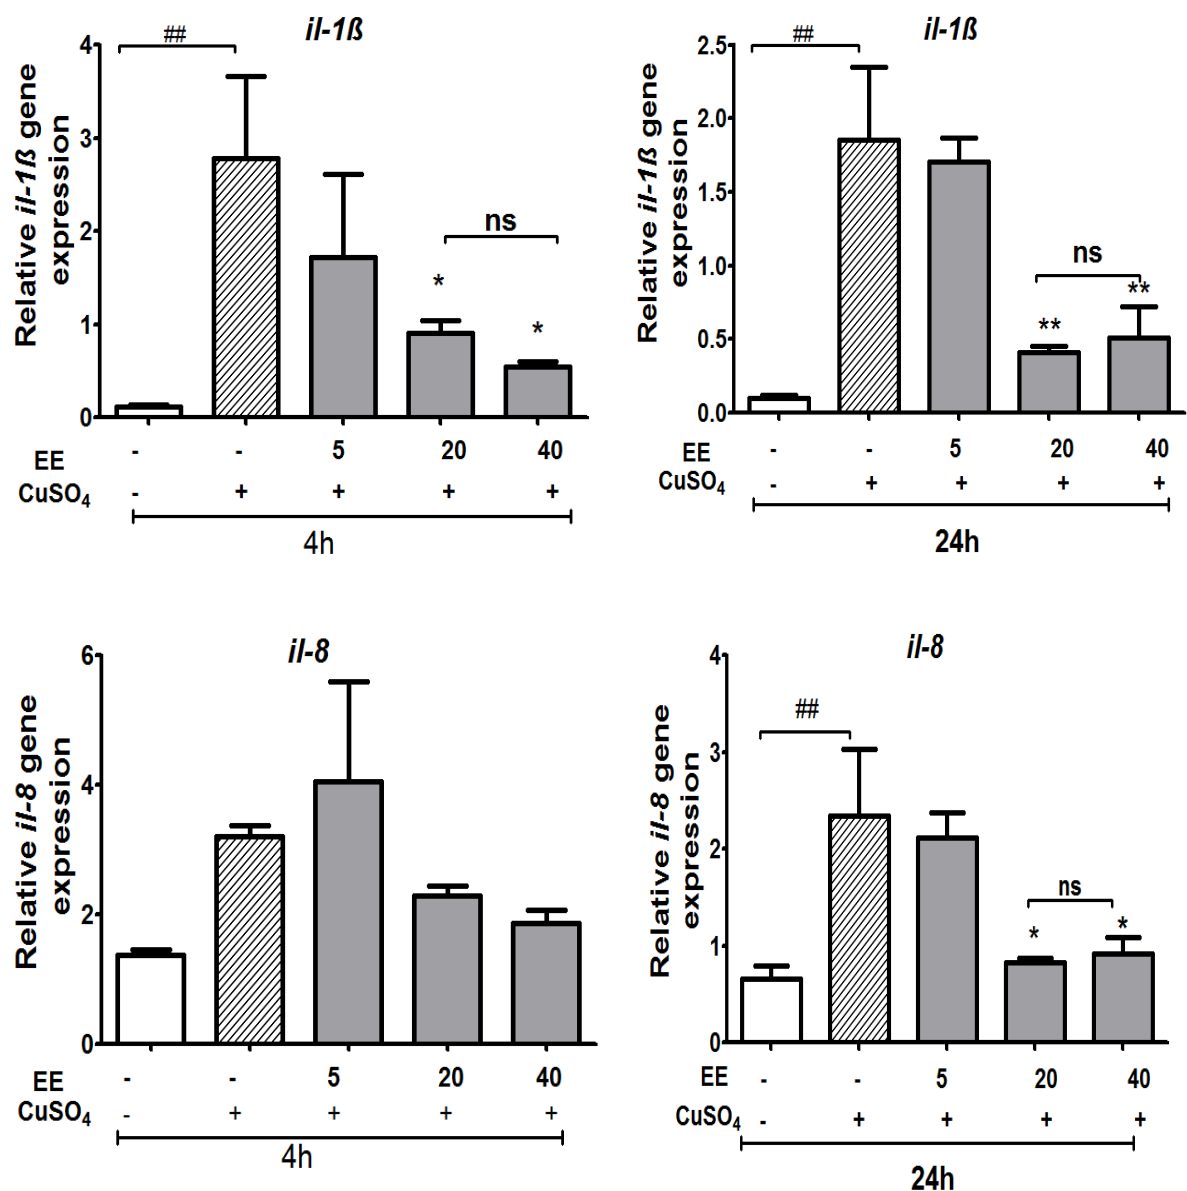 il-1ß
##
Relative il-1ß gene
expression
4
3
2
1
0
ns
*
*
EE - - 5 20 40
CuSO4 - + + + +
4h
il-1ß
##
Relative il-1ß gene
expression
2.5
2.0
1.5
1.0
0.5
0.0
ns
**
**
EE - - 5 20 40
CuSO4 - + + + +
24h
il-8
Relative il-8 gene
expression
6
4
2
0
EE - - 5 20 40
CuSO4 - + + + +
4h
il-8
##
Relative il-8 gene
expression
4
3
2
1
0
ns
*
*
EE - - 5 20 40
CuSO4 - + + + +
24h